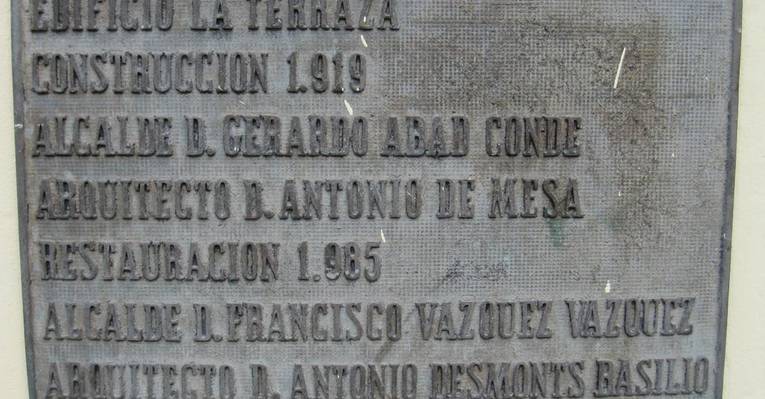 EDIFICIO LA TERRAZA
CONSTRUCCION 1.919
ALCALDE D. GERARDO ABAD CONDE
ARQUITECTO D. ANTONIO DE MESA
RESTAURACION 1.985
ALCALDE D. FRANCISCO VAZQUEZ VAZQUEZ
ARQUITECTO D. ANTONIO DESMONTS BASILIO